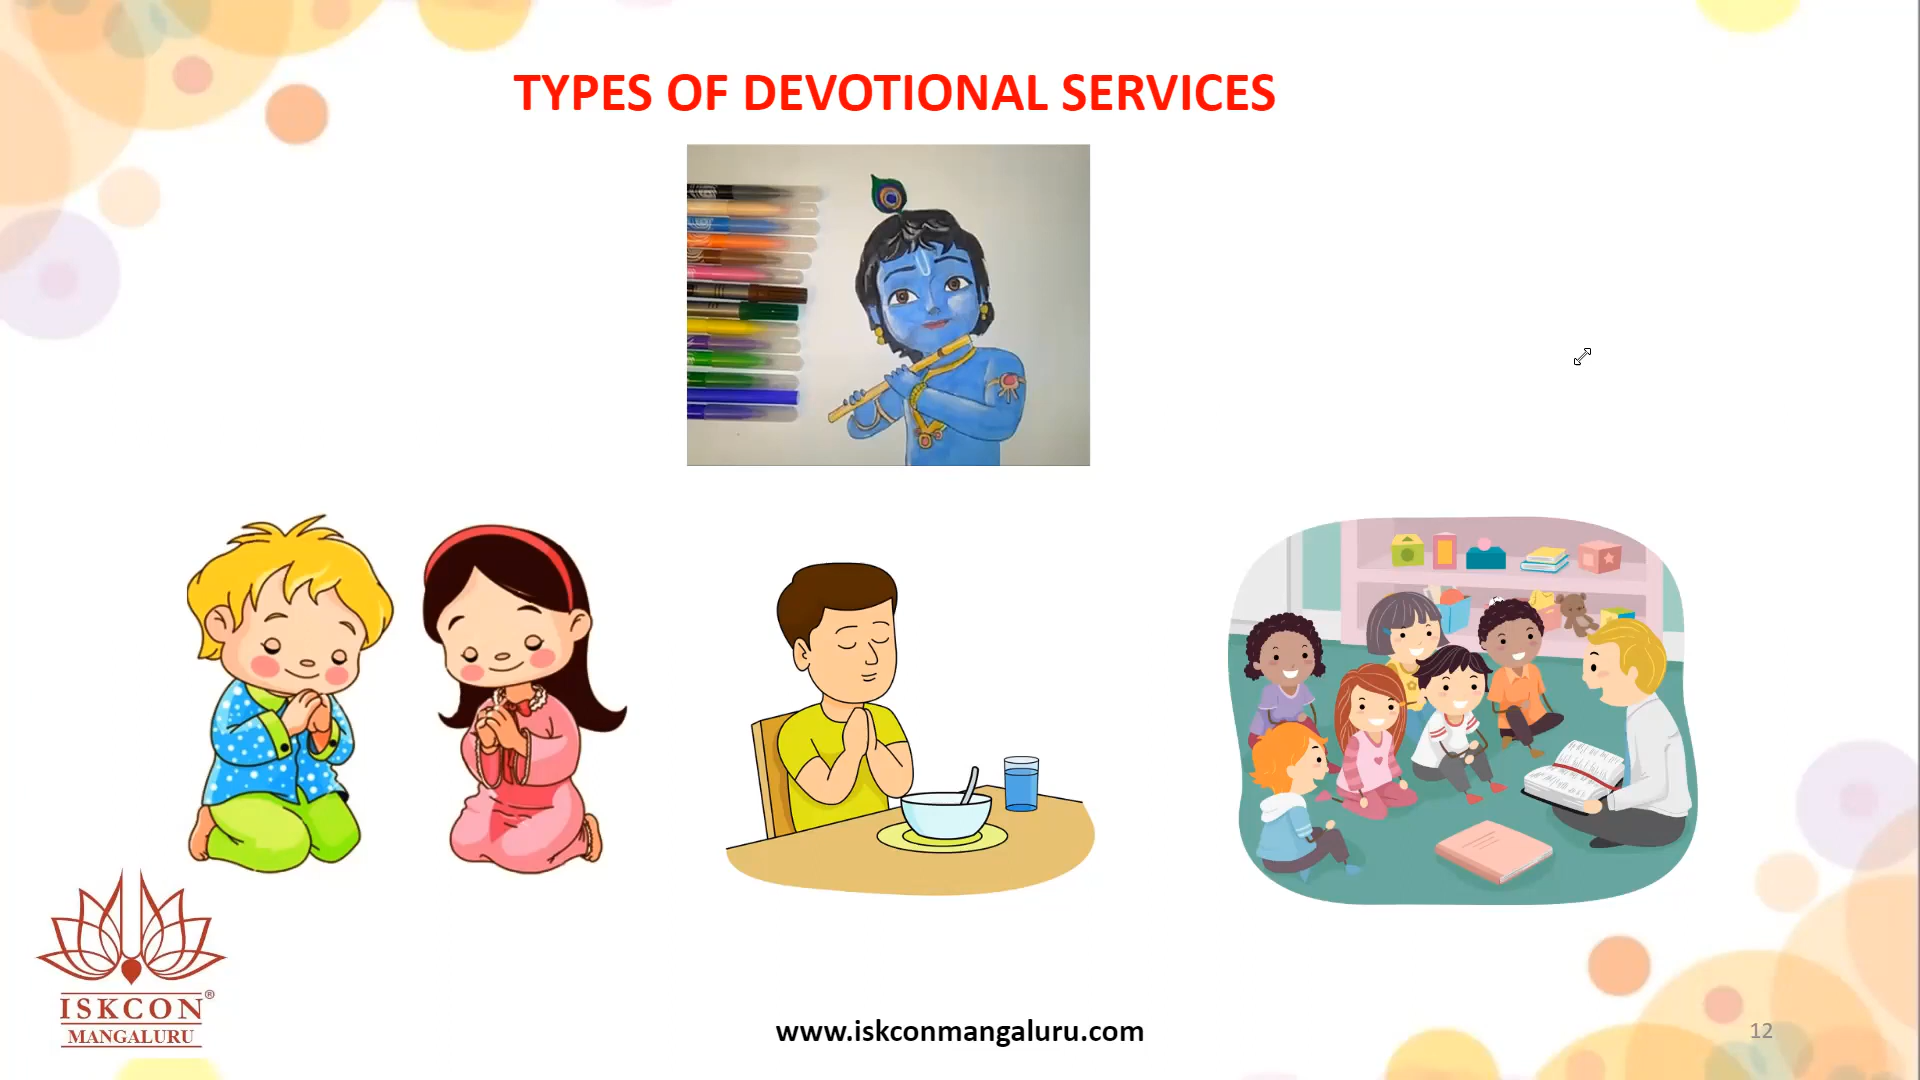 TYPES OF DEVOTIONAL SERVICES
ISKCON®
MANGALURU
www.iskconmangaluru.com
12